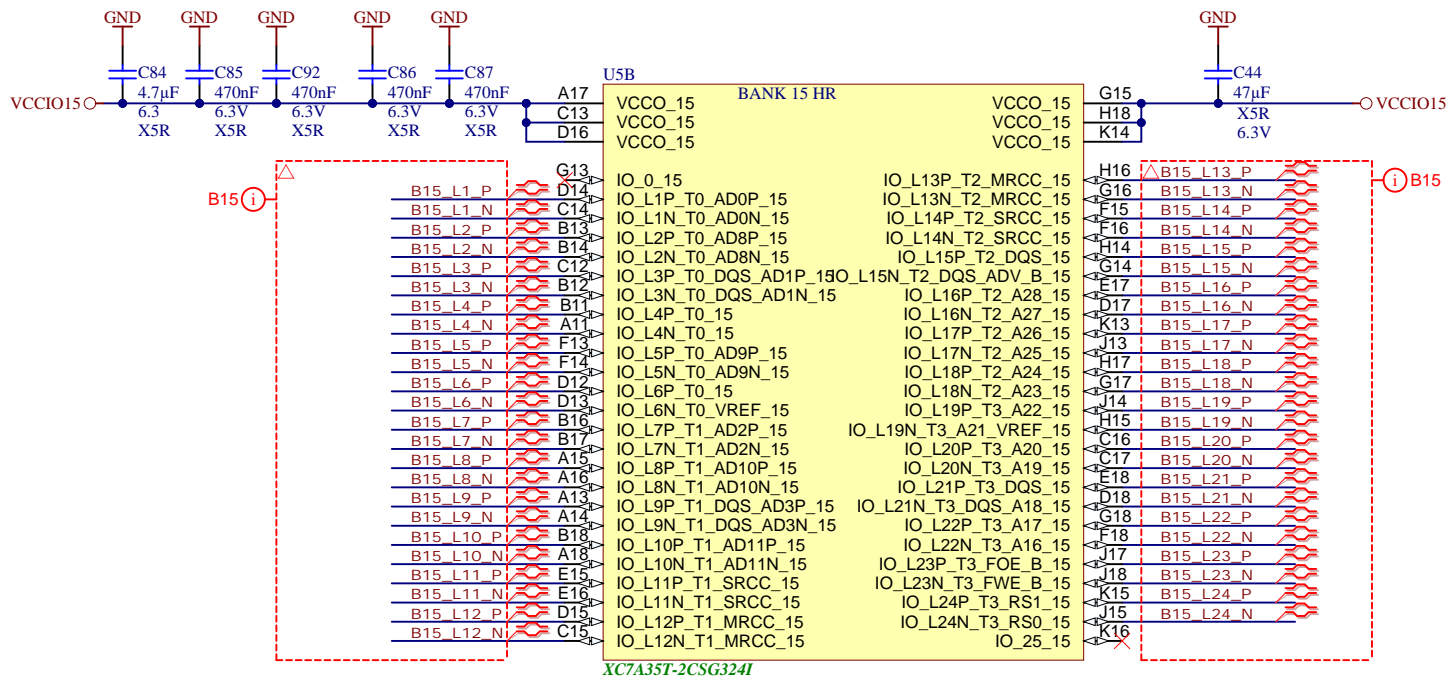 GND GND GND GND GND GND
C84 C85 C92 C86 C87 C44
4.7µF 470nF 470nF 470nF 470nF 47µF
6.3 6.3V 6.3V 6.3V 6.3V X5R
X5R X5R X5R X5R X5R 6.3V
VCCIO15 VCCIO15
U5B
BANK 15 HR
A17 VCCO_15 VCCO_15 G15
C13 VCCO_15 VCCO_15 H18
D16 VCCO_15 VCCO_15 K14
B15 B15
G13 IO_0_15 IO_L13P_T2_MRCC_15 H16 B15_L13_P
B15_L1_P D14 IO_L1P_T0_AD0P_15 IO_L13N_T2_MRCC_15 G16 B15_L13_N
B15_L1_N C14 IO_L1N_T0_AD0N_15 IO_L14P_T2_SRCC_15 F15 B15_L14_P
B15_L2_P B13 IO_L2P_T0_AD8P_15 IO_L14N_T2_SRCC_15 F16 B15_L14_N
B15_L2_N B14 IO_L2N_T0_AD8N_15 IO_L15P_T2_DQS_15 H14 B15_L15_P
B15_L3_P C12 IO_L3P_T0_DQS_AD1P_15 IO_L15N_T2_DQS_ADV_B_15 G14 B15_L15_N
B15_L3_N B12 IO_L3N_T0_DQS_AD1N_15 IO_L16P_T2_A28_15 E17 B15_L16_P
B15_L4_P B11 IO_L4P_T0_15 IO_L16N_T2_A27_15 D17 B15_L16_N
B15_L4_N A11 IO_L4N_T0_15 IO_L17P_T2_A26_15 K13 B15_L17_P
B15_L5_P F13 IO_L5P_T0_AD9P_15 IO_L17N_T2_A25_15 J13 B15_L17_N
B15_L5_N F14 IO_L5N_T0_AD9N_15 IO_L18P_T2_A24_15 H17 B15_L18_P
B15_L6_P D12 IO_L6P_T0_15 IO_L18N_T2_A23_15 G17 B15_L18_N
B15_L6_N D13 IO_L6N_T0_VREF_15 IO_L19P_T3_A22_15 J14 B15_L19_P
B15_L7_P B16 IO_L7P_T1_AD2P_15 IO_L19N_T3_A21_VREF_15 H15 B15_L19_N
B15_L7_N B17 IO_L7N_T1_AD2N_15 IO_L20P_T3_A20_15 C16 B15_L20_P
B15_L8_P A15 IO_L8P_T1_AD10P_15 IO_L20N_T3_A19_15 C17 B15_L20_N
B15_L8_N A16 IO_L8N_T1_AD10N_15 IO_L21P_T3_DQS_15 E18 B15_L21_P
B15_L9_P A13 IO_L9P_T1_DQS_AD3P_15 IO_L21N_T3_DQS_A18_15 D18 B15_L21_N
B15_L9_N A14 IO_L9N_T1_DQS_AD3N_15 IO_L22P_T3_A17_15 G18 B15_L22_P
B15_L10_P B18 IO_L10P_T1_AD11P_15 IO_L22N_T3_A16_15 F18 B15_L22_N
B15_L10_N A18 IO_L10N_T1_AD11N_15 IO_L23P_T3_FOE_B_15 J17 B15_L23_P
B15_L11_P E15 IO_L11P_T1_SRCC_15 IO_L23N_T3_FWE_B_15 J18 B15_L23_N
B15_L11_N E16 IO_L11N_T1_SRCC_15 IO_L24P_T3_RS1_15 K15 B15_L24_P
B15_L12_P D15 IO_L12P_T1_MRCC_15 IO_L24N_T3_RS0_15 J15 B15_L24_N
B15_L12_N C15 IO_L12N_T1_MRCC_15 IO_25_15 K16
XC7A35T-2CSG324I